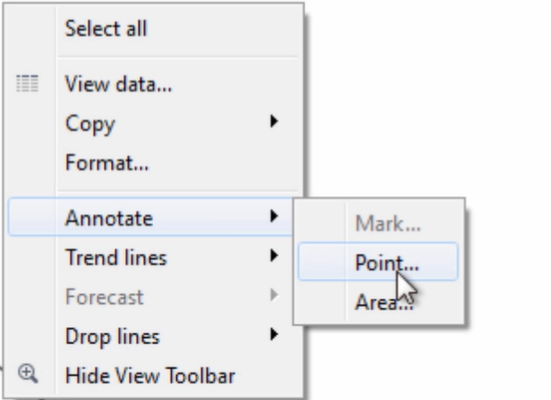 Select all
View data...
Copy
Format...
Annotate
Trend lines
Forecast
Drop lines
Hide View Toolbar
Mark...
Point...
Area...